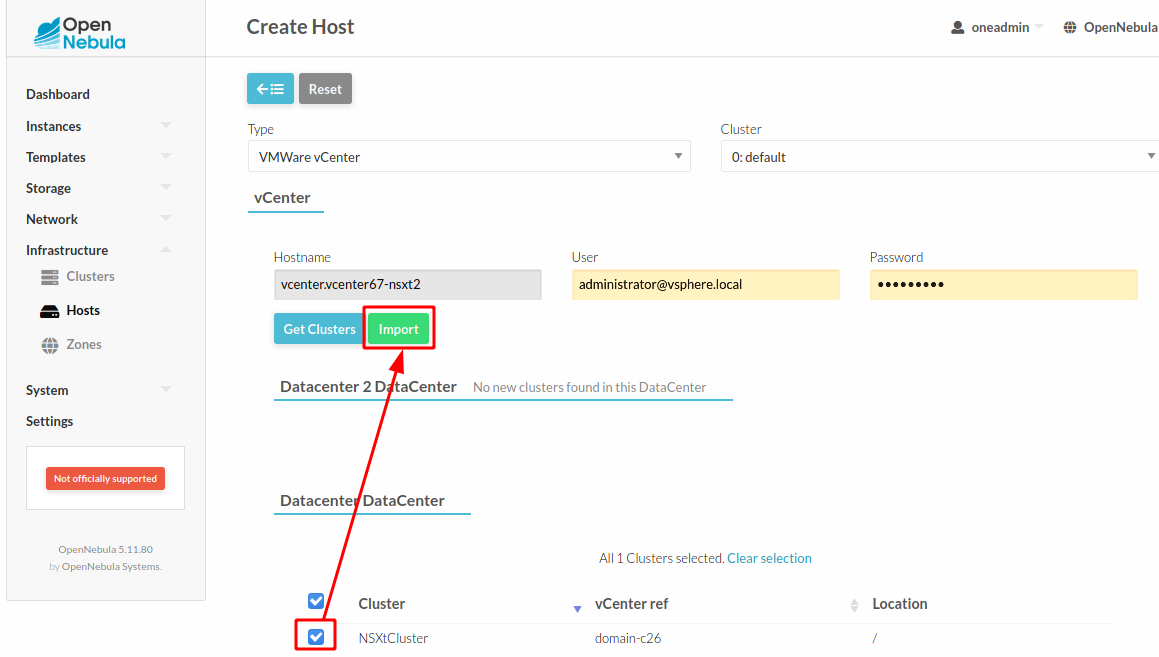 Open
Nebula
Create Host
oneadmin
OpenNebula
Dashboard
Instances
Templates
Storage
Network
Infrastructure
Clusters
Hosts
Zones
System
Settings
Not officially supported
OpenNebula 5.11.80
by OpenNebula Systems.
Reset
Type
Cluster
VMWare vCenter
0: default
vCenter
Hostname
User
Password
vcenter.vcenter67-nsxt2
administrator@vsphere.local
•••••••••
Get Clusters
Import
Datacenter 2 DataCenter
No new clusters found in this DataCenter
Datacenter DataCenter
All 1 Clusters selected. Clear selection
Cluster
vCenter ref
Location
NSXtCluster
domain-c26
/